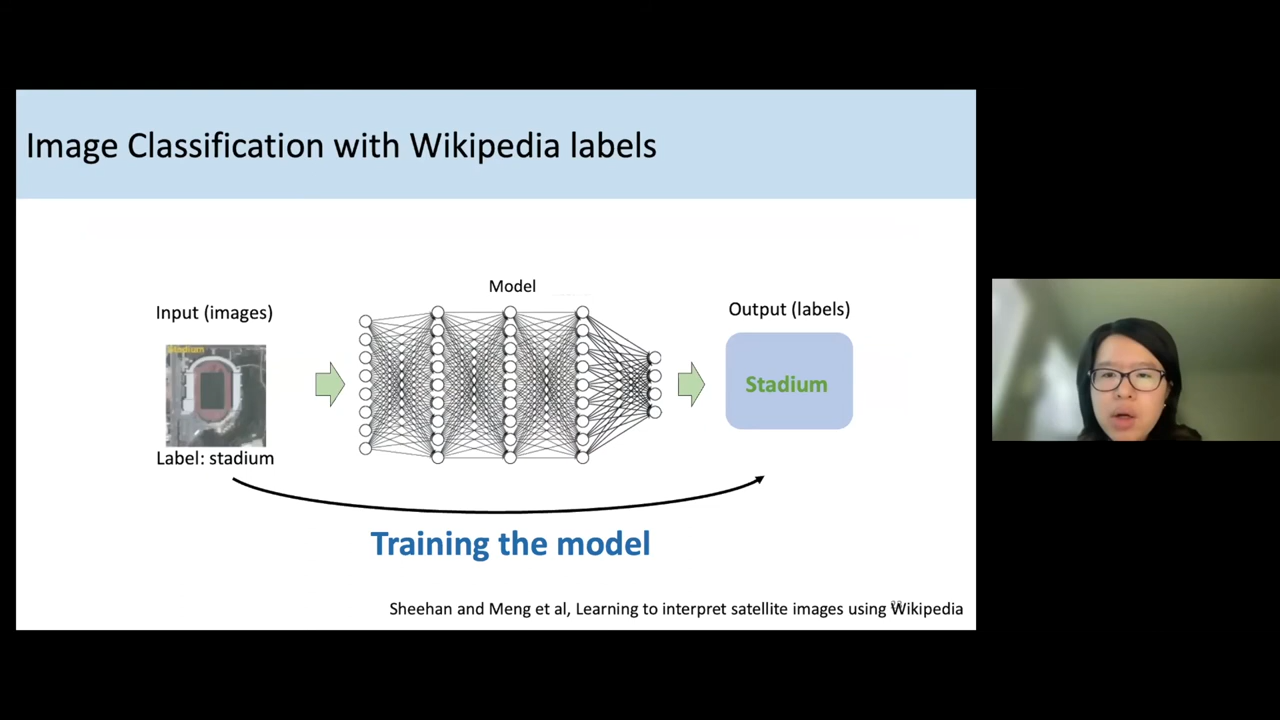 Image Classification with Wikipedia labels
Model
Input (images)
Output (labels)
Stadium
Stadium
Label: stadium
Training the model
Sheehan and Meng et al, Learning to interpret satellite images using Wikipedia